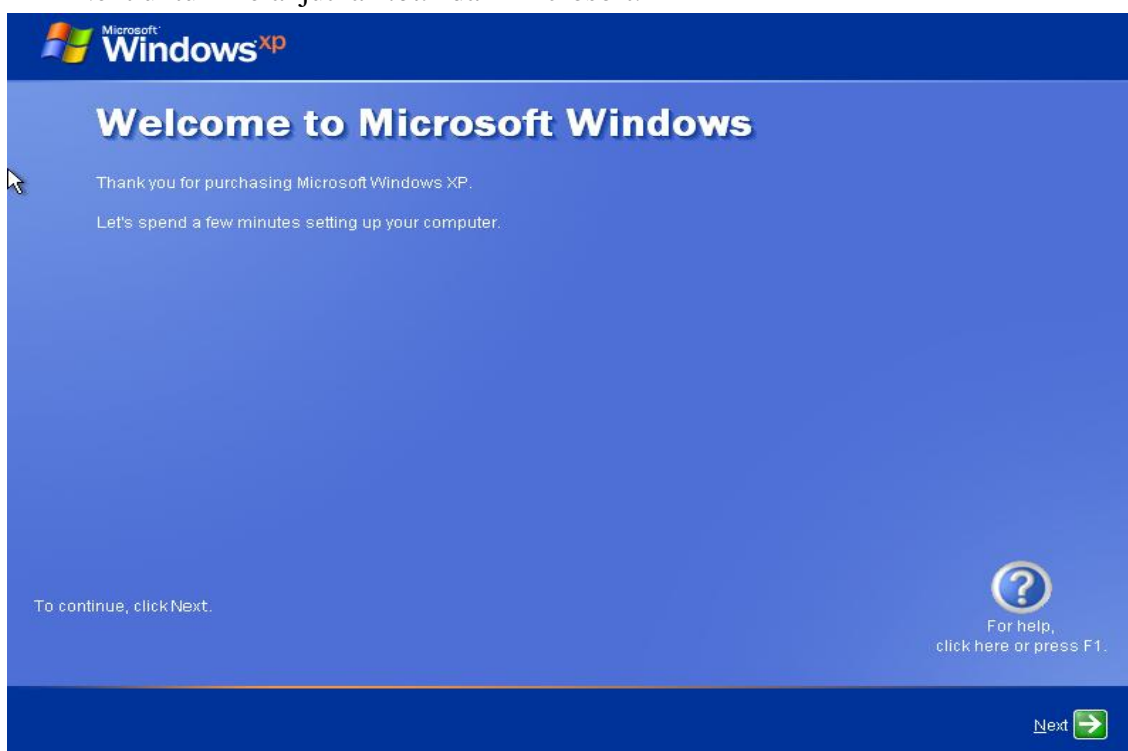 Microsoft
Windows xp
Welcome to Microsoft Windows
Thank you for purchasing Microsoft Windows XP.
Let's spend a few minutes setting up your computer.
To continue, click Next.
For help,
click here or press F1.
Next